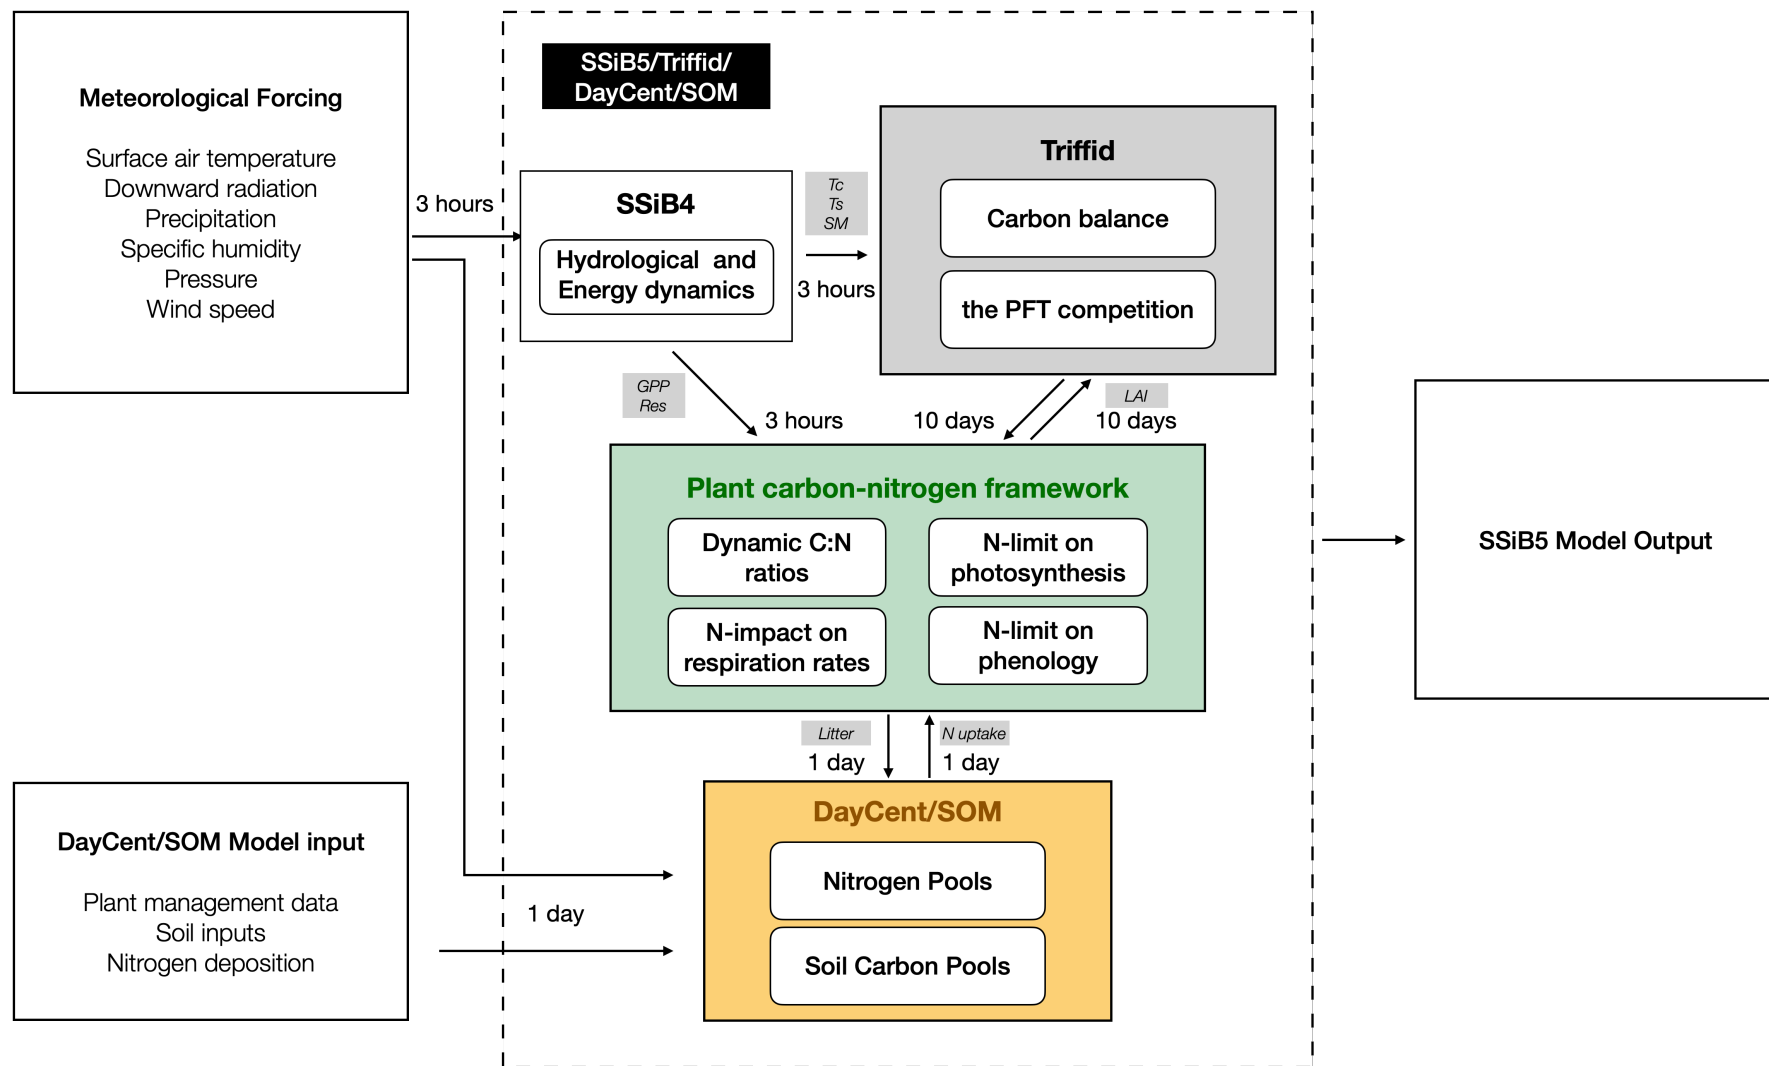 Meteorological Forcing
Surface air temperature
Downward radiation
Precipitation
Specific humidity
Pressure
Wind speed
3 hours
SSiB5/Triffid/
DayCent/SOM
SSiB4
Hydrological and
Energy dynamics
Tc
Ts
SM
3 hours
Triffid
Carbon balance
the PFT competition
GPP
Res
3 hours
10 days
LAI
10 days
Plant carbon-nitrogen framework
Dynamic C:N
ratios
N-limit on
photosynthesis
N-impact on
respiration rates
N-limit on
phenology
Litter
1 day
N uptake
1 day
DayCent/SOM
Nitrogen Pools
Soil Carbon Pools
DayCent/SOM Model input
Plant management data
Soil inputs
Nitrogen deposition
1 day
SSiB5 Model Output